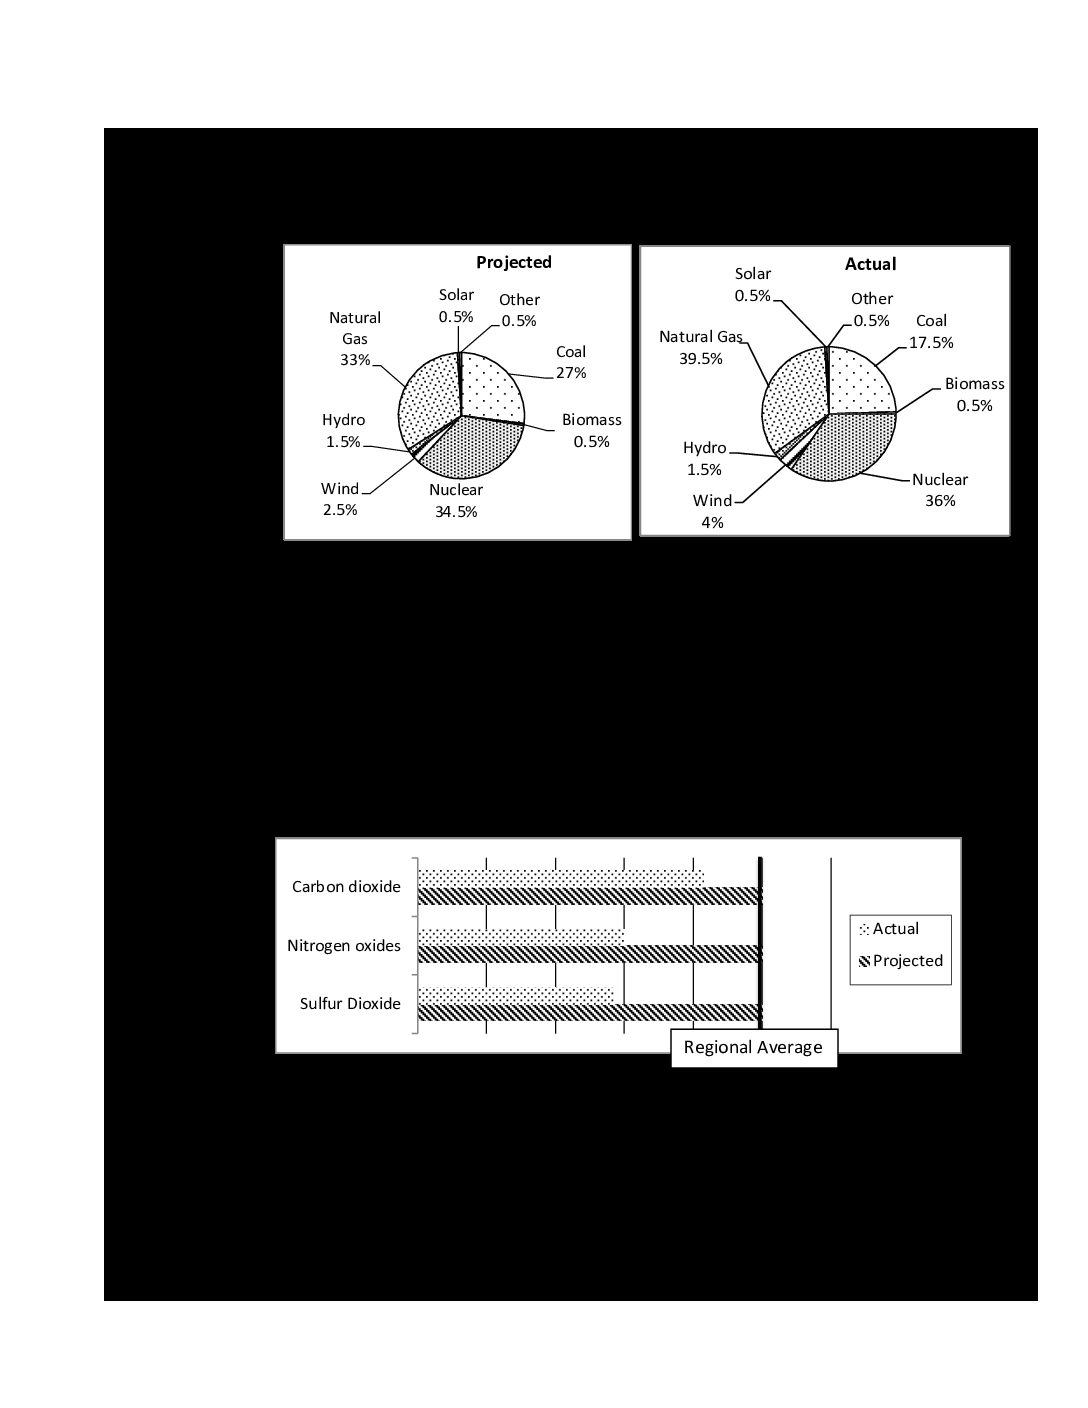 Projected
Solar
0.5%
Other
0.5%
Natural
Gas
33%
Coal
27%
Hydro
1.5%
Biomass
0.5%
Wind
2.5%
Nuclear
34.5%
Actual
Solar
0.5%
Other
0.5%
Coal
17.5%
Natural Gas
39.5%
Biomass
0.5%
Hydro
1.5%
Nuclear
36%
Wind
4%
Carbon dioxide
Nitrogen oxides
Sulfur Dioxide
Actual
Projected
Regional Average